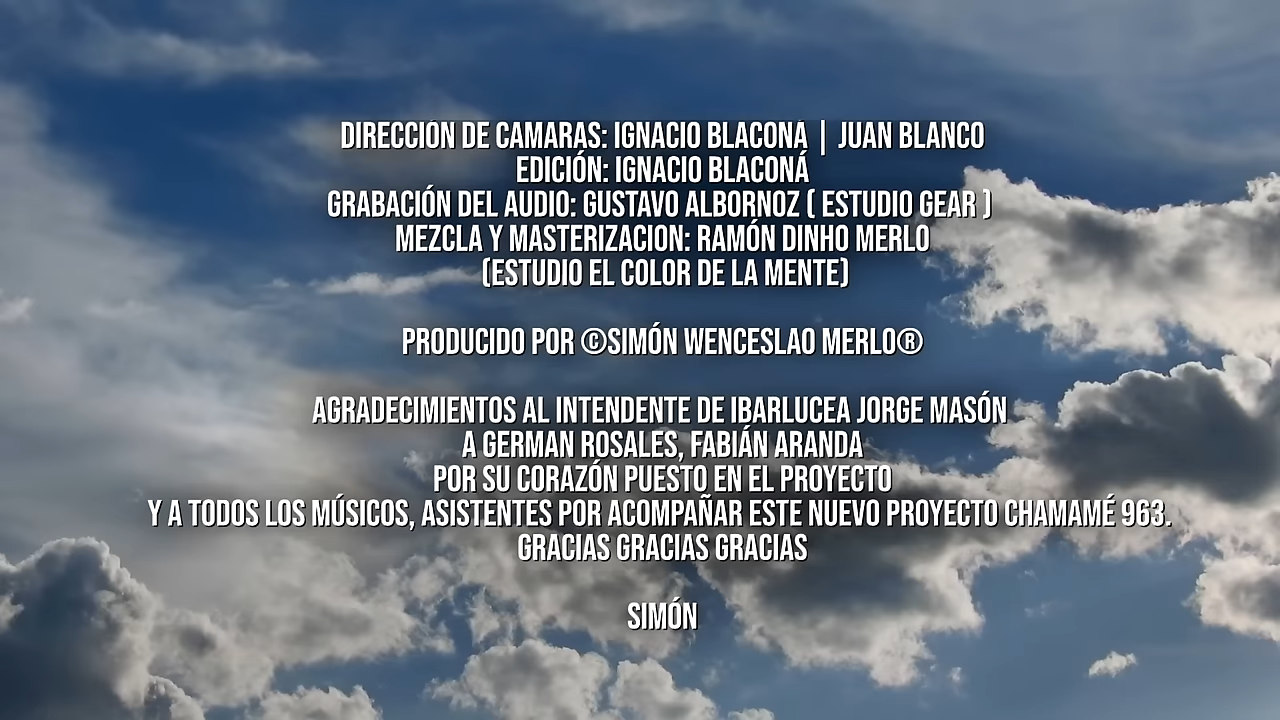 DIRECCIÓN DE CAMARAS: IGNACIO BLACONÁ | JUAN BLANCO
EDICIÓN: IGNACIO BLACONÁ
GRABACIÓN DEL AUDIO: GUSTAVO ALBORNOZ ( ESTUDIO GEAR )
MEZCLA Y MASTERIZACION: RAMÓN DINHO MERLO
(ESTUDIO EL COLOR DE LA MENTE)
PRODUCIDO POR ©SIMÓN WENCESLAO MERLO®
AGRADECIMIENTOS AL INTENDENTE DE IBARLUCEA JORGE MASÓN
A GERMAN ROSALES, FABIÁN ARANDA
POR SU CORAZÓN PUESTO EN EL PROYECTO
Y A TODOS LOS MÚSICOS, ASISTENTES POR ACOMPAÑAR ESTE NUEVO PROYECTO CHAMAMÉ 963.
GRACIAS GRACIAS GRACIAS
SIMÓN